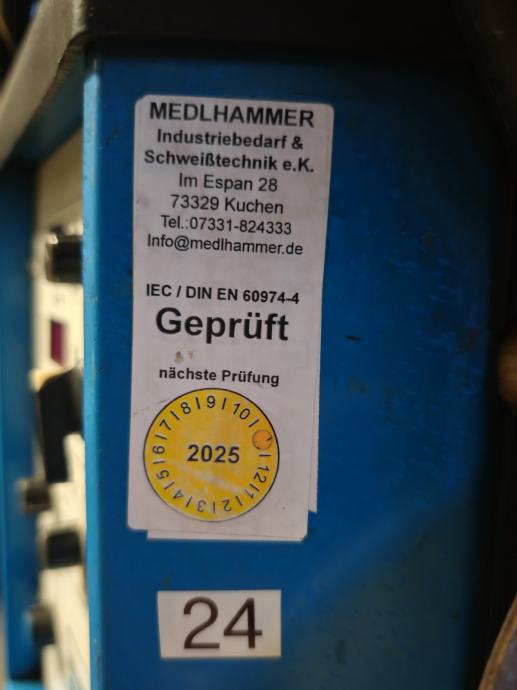 MEDLHAMMER
Industriebedarf &
Schweißtechnik e.K.
Im Espan 28
73329 Kuchen
Tel.:07331-824333
Info@medlhammer.de
IEC / DIN EN 60974-4
Geprüft
nächste Prüfung
1 2 3 4 5 6 7 8 9 10 12
2025
24